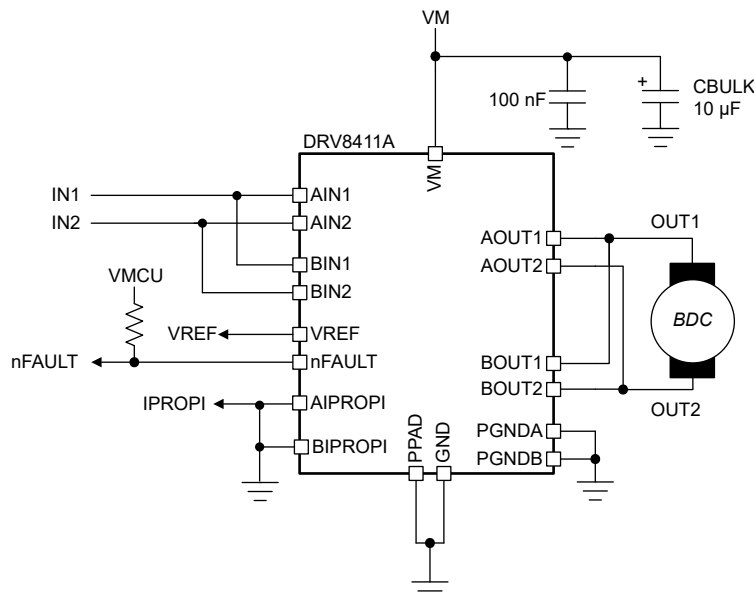 VM
100 nF
+
CBULK
10 µF
DRV8411A
VM
IN1
IN2
AIN1
AIN2
BIN1
BIN2
VMCU
VREF
VREF
nFAULT
nFAULT
IPROPI
AIPROPI
BIPROPI
PPAD
GND
AOUT1
AOUT2
BOUT1
BOUT2
PGNDA
PGNDB
OUT1
BDC
OUT2